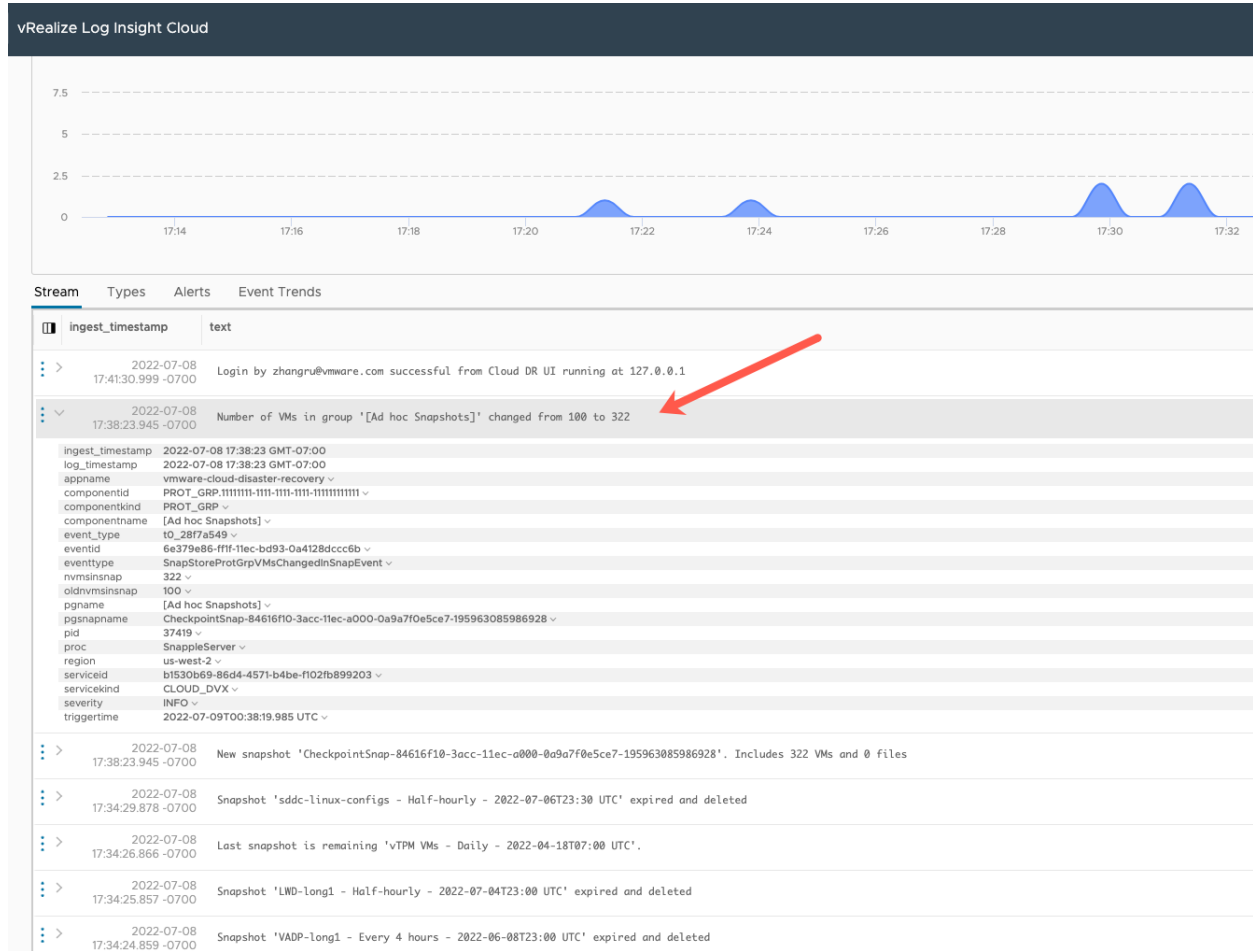 vRealize Log Insight Cloud
7.5
5
2.5
0
17:14 17:16 17:18 17:20 17:22 17:24 17:26 17:28 17:30 17:32
Stream Types Alerts Event Trends
ingest_timestamp text
2022-07-08
17:41:30.999 -0700
Login by zhangru@vmware.com successful from Cloud DR UI running at 127.0.0.1
2022-07-08
17:38:23.945 -0700
Number of VMs in group '[Ad hoc Snapshots]' changed from 100 to 322
ingest_timestamp 2022-07-08 17:38:23 GMT-07:00
log_timestamp 2022-07-08 17:38:23 GMT-07:00
appname vmware-cloud-disaster-recovery
componentid PROT_GRP.11111111-1111-1111-1111-111111111111
componentkind PROT_GRP
componentname [Ad hoc Snapshots]
event_type t0_28f7a549
eventid 6e379e86-ff1f-11ec-bd93-0a4128dccc6b
eventtype SnapStoreProtGrpVMsChangedInSnapEvent
nvmsinsnap 322
oldnvmsinsnap 100
pgname [Ad hoc Snapshots]
pgsnapname CheckpointSnap-84616f10-3acc-11ec-a000-0a9a7f0e5ce7-195963085986928
pid 37419
proc SnappleServer
region us-west-2
serviceid b1530b69-86d4-4571-b4be-f102fb899203
servicekind CLOUD_DVX
severity INFO
triggertime 2022-07-09T00:38:19.985 UTC
2022-07-08
17:38:23.945 -0700
New snapshot 'CheckpointSnap-84616f10-3acc-11ec-a000-0a9a7f0e5ce7-195963085986928'. Includes 322 VMs and 0 files
2022-07-08
17:34:29.878 -0700
Snapshot 'sddc-linux-configs - Half-hourly - 2022-07-06T23:30 UTC' expired and deleted
2022-07-08
17:34:26.866 -0700
Last snapshot is remaining 'vTPM VMs - Daily - 2022-04-18T07:00 UTC'.
2022-07-08
17:34:25.857 -0700
Snapshot 'LWD-long1 - Half-hourly - 2022-07-04T23:00 UTC' expired and deleted
2022-07-08
17:34:24.859 -0700
Snapshot 'VADP-long1 - Every 4 hours - 2022-06-08T23:00 UTC' expired and deleted